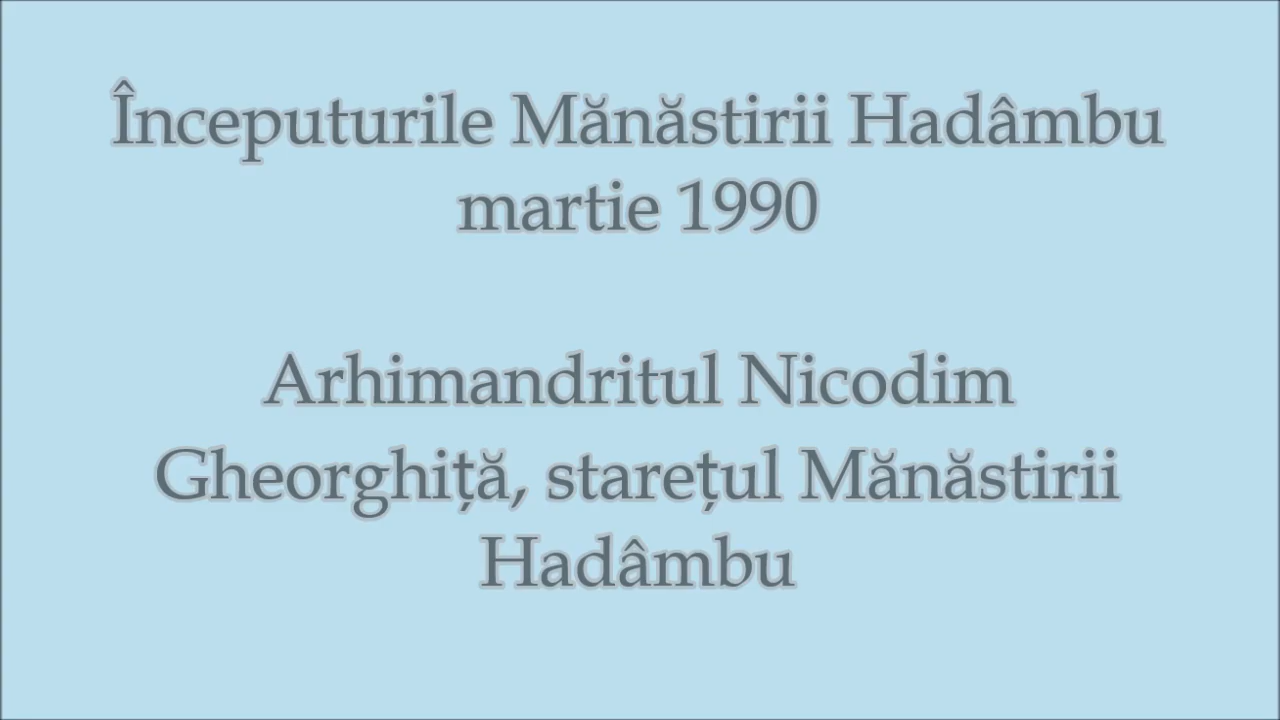 Începuturile Mănăstirii Hadâmbu
martie 1990
Arhimandritul Nicodim
Gheorghiță, starețul Mănăstirii
Hadâmbu